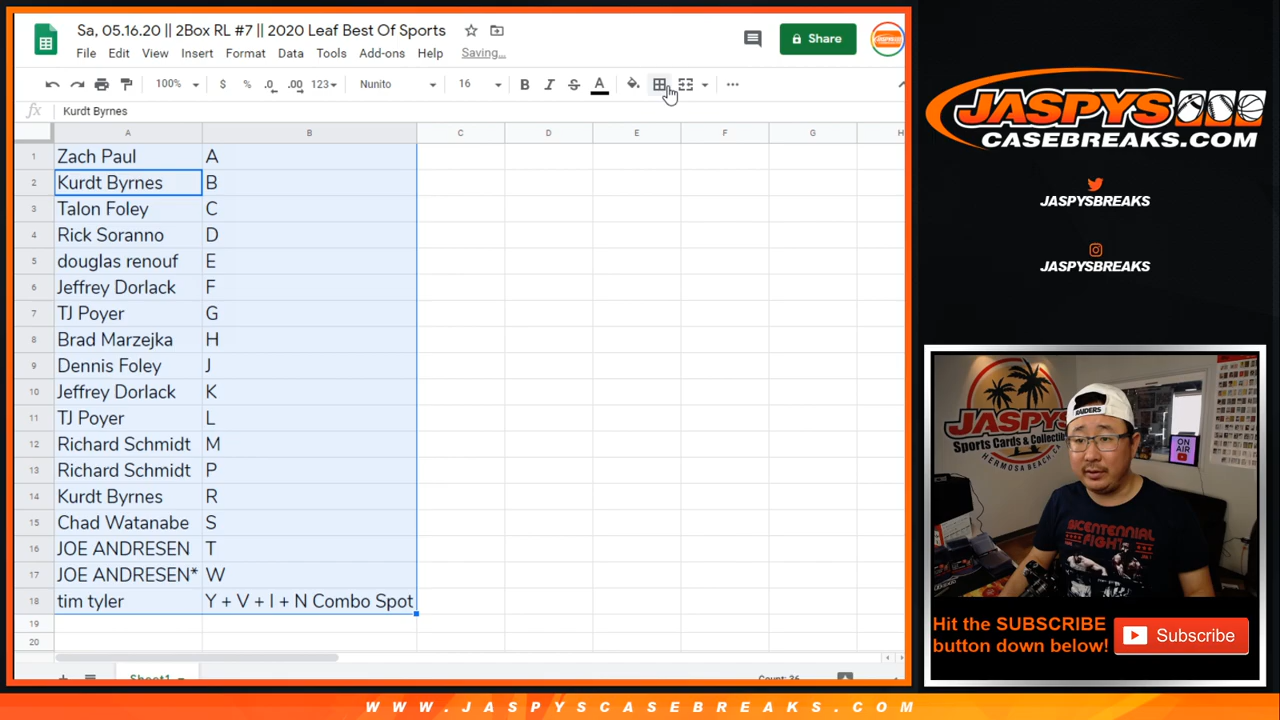 Sa, 05.16.20 || 2Box RL #7 || 2020 Leaf Best Of Sports
File Edit View Insert Format Data Tools Add-ons Help Saving...
Share
100% $ % .0 .00 123 Nunito 16 B I S A
fx Kurdt Byrnes
A B C D E F G H
1 Zach Paul A
2 Kurdt Byrnes B
3 Talon Foley C
4 Rick Soranno D
5 douglas renouf E
6 Jeffrey Dorlack F
7 TJ Poyer G
8 Brad Marzejka H
9 Dennis Foley J
10 Jeffrey Dorlack K
11 TJ Poyer L
12 Richard Schmidt M
13 Richard Schmidt P
14 Kurdt Byrnes R
15 Chad Watanabe S
16 JOE ANDRESEN T
17 JOE ANDRESEN* W
18 tim tyler Y + V + I + N Combo Spot
19
20
Sheet1
Count: 36
JASPYS
CASEBREAKS.COM
JASPYSBREAKS
JASPYSBREAKS
JASPYS
Sports Cards & Collectibles
HERMOSA BEACH, CA
RAIDERS
ON
AIR
BICENTENNIAL
FIGHT
Hit the SUBSCRIBE
button down below!
Subscribe
WWW.JASPYSCASEBREAKS.COM